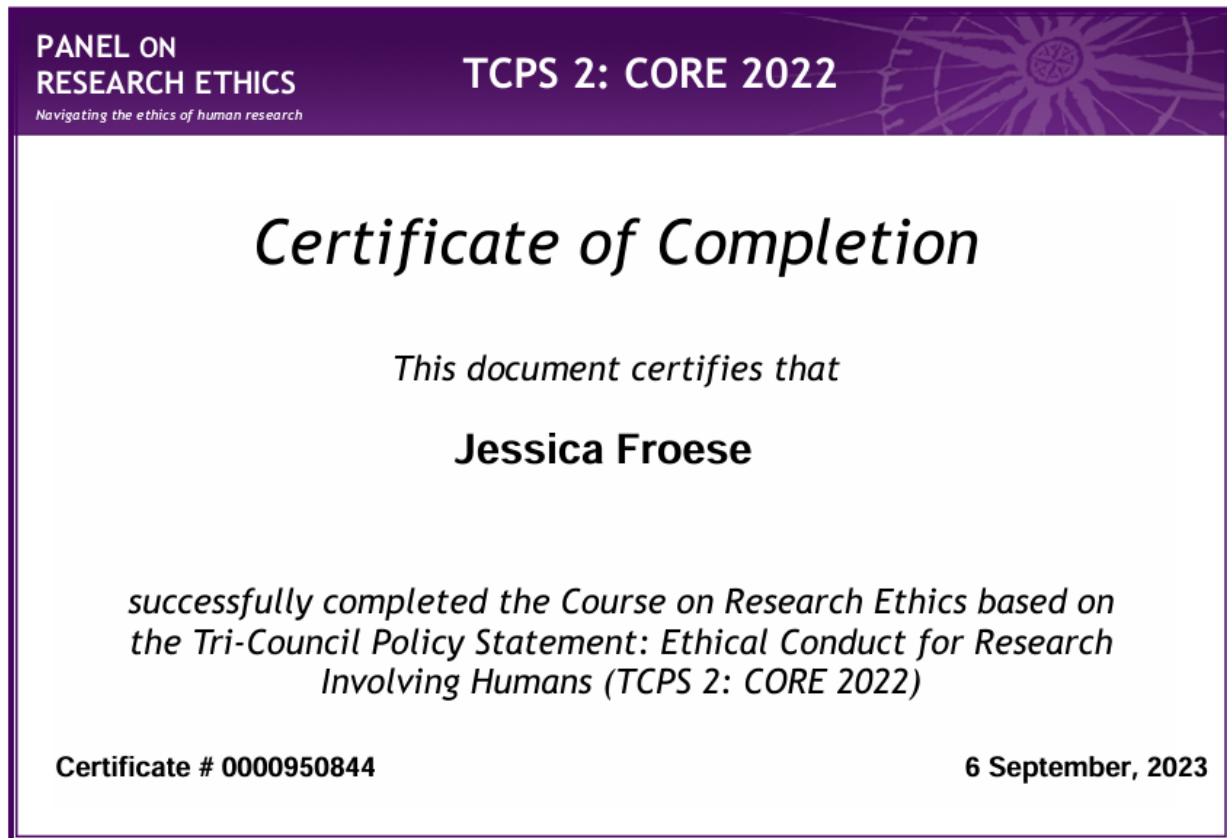 PANEL ON
RESEARCH ETHICS
Navigating the ethics of human research
TCPS 2: CORE 2022
Certificate of Completion
This document certifies that
Jessica Froese
successfully completed the Course on Research Ethics based on
the Tri-Council Policy Statement: Ethical Conduct for Research
Involving Humans (TCPS 2: CORE 2022)
Certificate # 0000950844
6 September, 2023